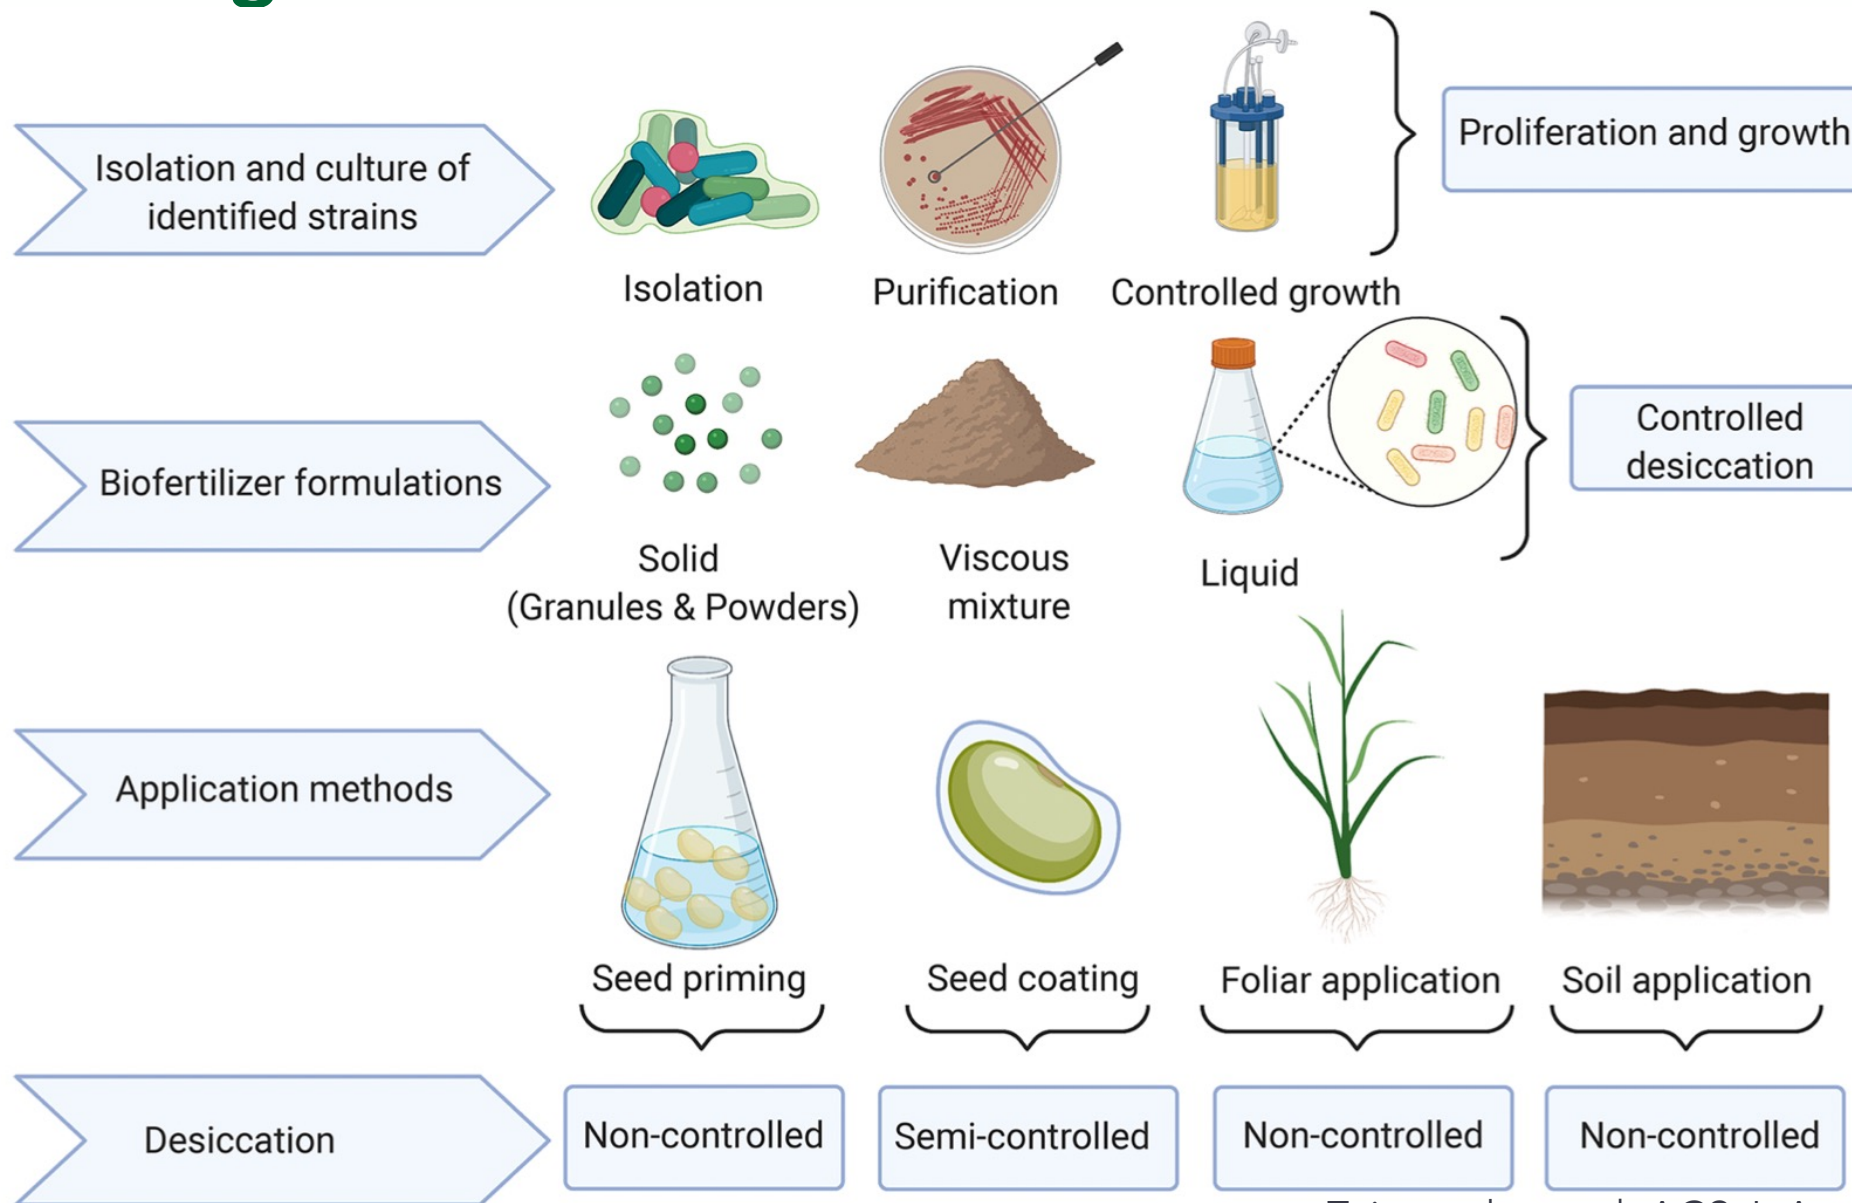 Isolation and culture of
identified strains
Isolation
Purification
Controlled growth
Proliferation and growth
Biofertilizer formulations
Solid
(Granules & Powders)
Viscous
mixture
Liquid
Controlled
desiccation
Application methods
Seed priming
Seed coating
Foliar application
Soil application
Desiccation
Non-controlled
Semi-controlled
Non-controlled
Non-controlled